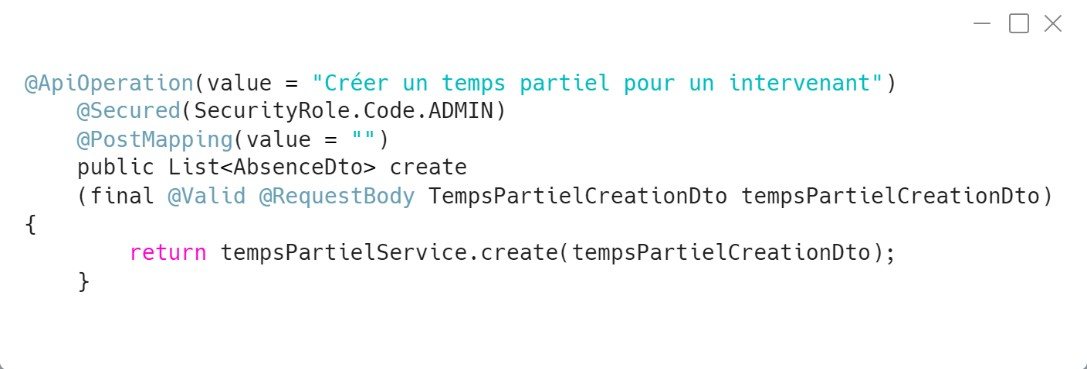 @ApiOperation(value = "Créer un temps partiel pour un intervenant")
@Secured(SecurityRole.Code.ADMIN)
@PostMapping(value = "")
public List<AbsenceDto> create
(final @Valid @RequestBody TempsPartielCreationDto tempsPartielCreationDto)
{
return tempsPartielService.create(tempsPartielCreationDto);
}